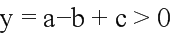 y = a−b + c > 0